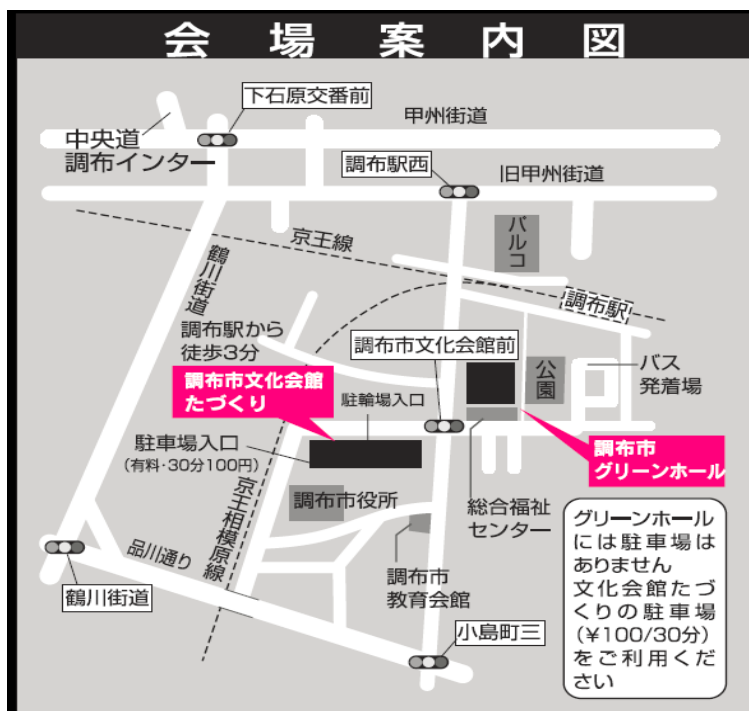 会場案内図
下石原交番前
甲州街道
中央道
調布インター
調布駅西
旧甲州街道
パルコ
京王線
鶴川街道
調布駅
調布駅から
徒歩3分
調布市文化会館前
調布市文化会館
たづくり
公園
バス
発着場
駐輪場入口
駐車場入口
(有料・30分100円)
調布市
グリーンホール
京王相模原線
調布市役所
総合福祉
センター
品川通り
調布市
教育会館
鶴川街道
小島町三
グリーンホール
には駐車場は
ありません
文化会館たづ
くりの駐車場
(¥100/30分)
をご利用くだ
さい